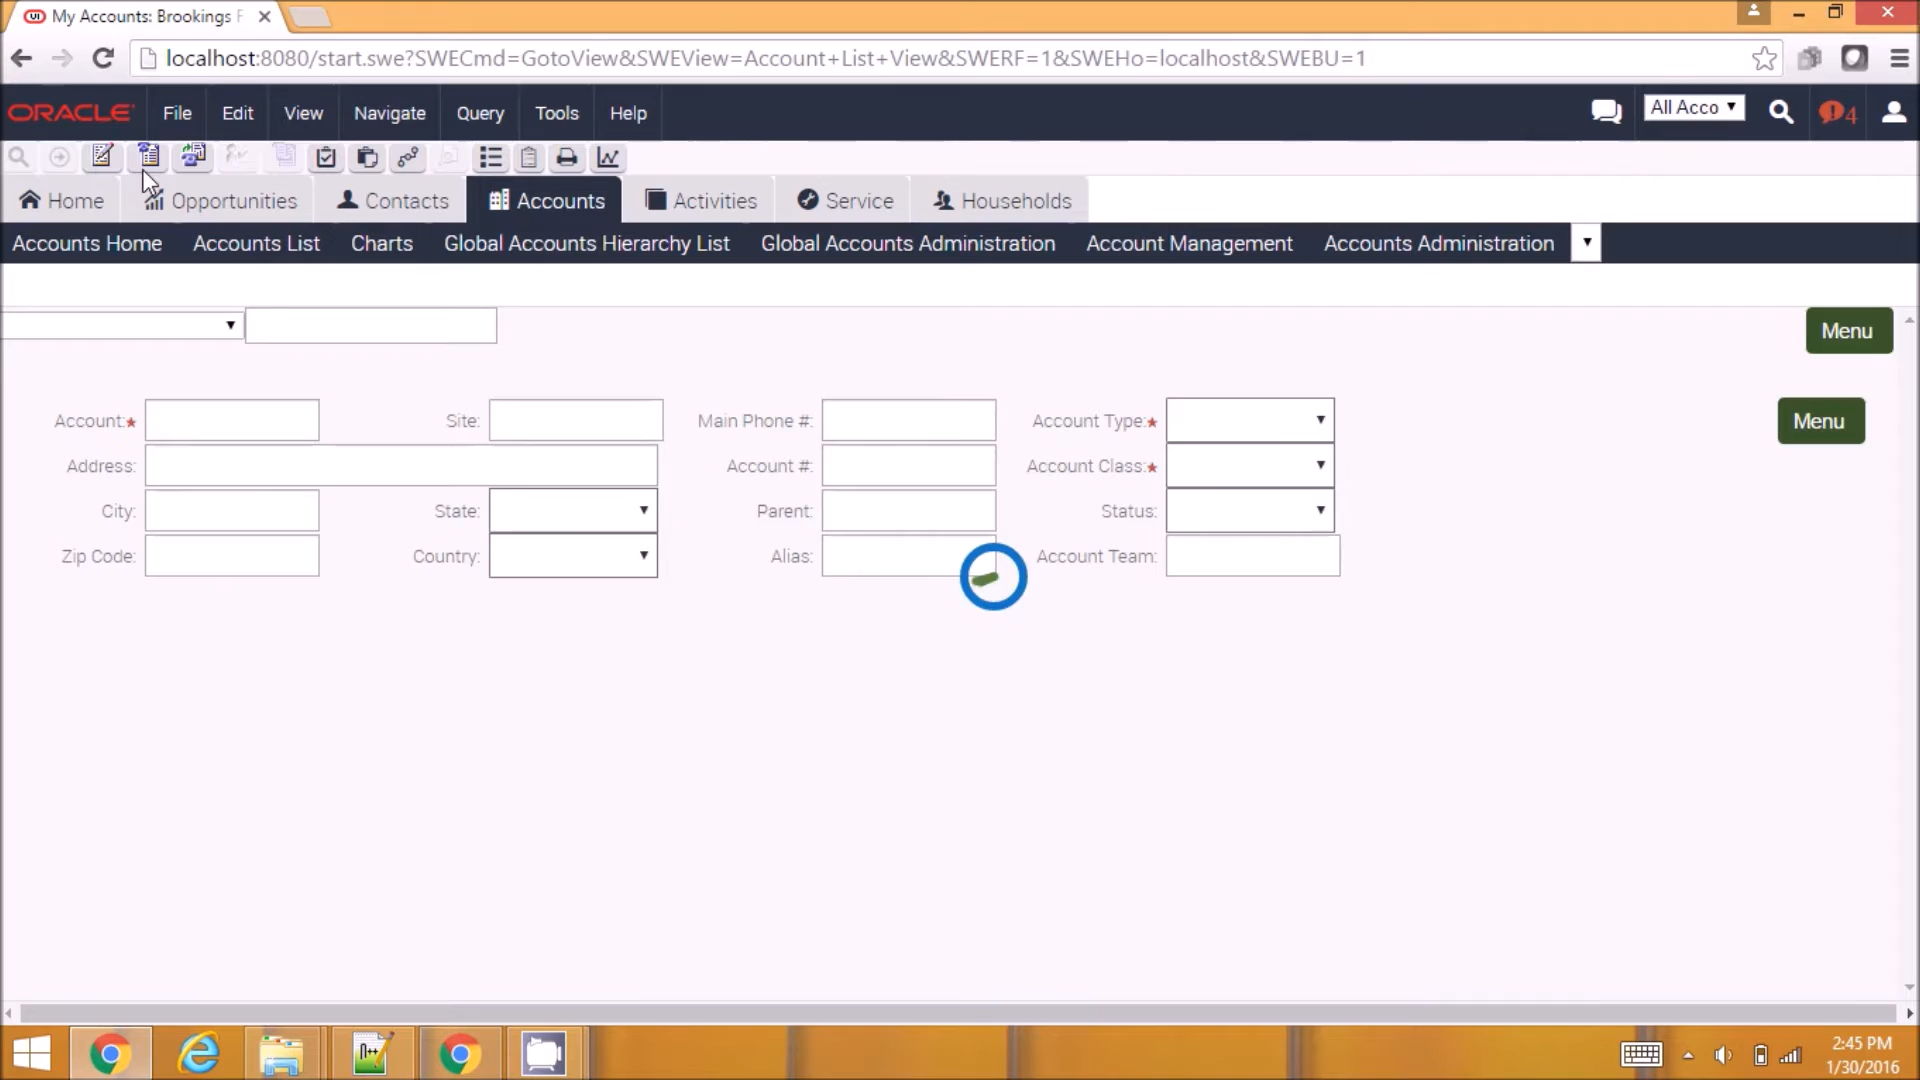 My Accounts: Brookings F
localhost:8080/start.swe?SWECmd=GotoView&SWEView=Account+List+View&SWERF=1&SWEHo=localhost&SWEBU=1
ORACLE File Edit View Navigate Query Tools Help All Acco 4
Home Opportunities Contacts Accounts Activities Service Households
Accounts Home Accounts List Charts Global Accounts Hierarchy List Global Accounts Administration Account Management Accounts Administration
Menu
Account:* Site: Main Phone #: Account Type:* Menu
Address: Account #: Account Class:*
City: State: Parent: Status:
Zip Code: Country: Alias: Account Team:
2:45 PM
1/30/2016